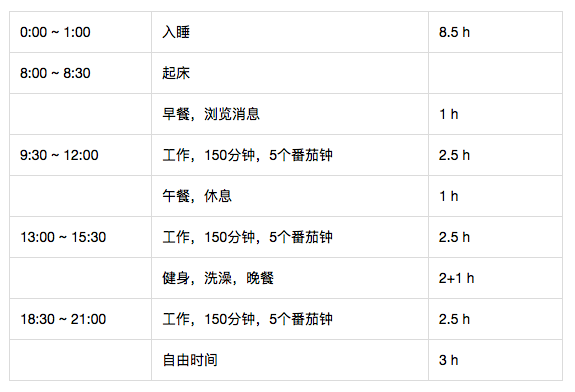 0:00 ~ 1:00 入睡 8.5 h
8:00 ~ 8:30 起床
早餐，浏览消息 1 h
9:30 ~ 12:00 工作，150分钟，5个番茄钟 2.5 h
午餐，休息 1 h
13:00 ~ 15:30 工作，150分钟，5个番茄钟 2.5 h
健身，洗澡，晚餐 2+1 h
18:30 ~ 21:00 工作，150分钟，5个番茄钟 2.5 h
自由时间 3 h